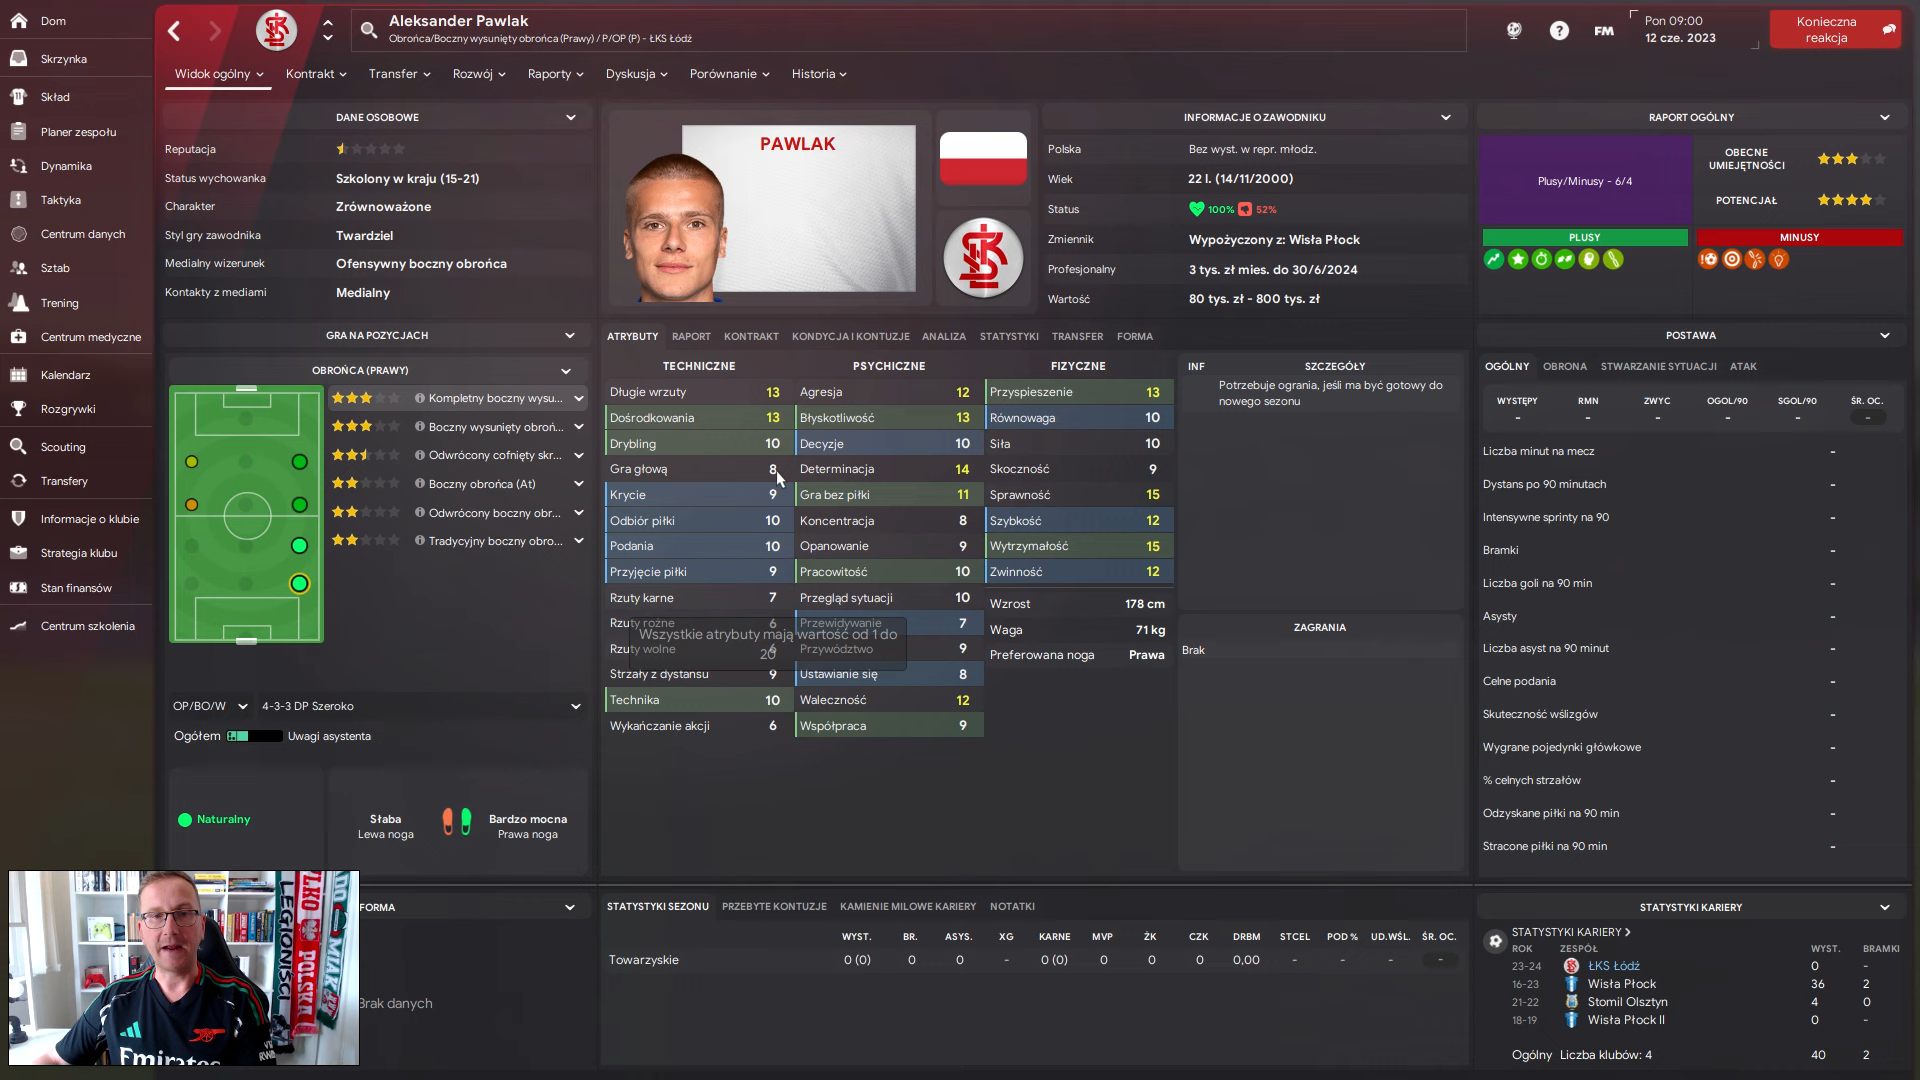 Dom
Skrzynka
Skład
Planer zespołu
Dynamika
Taktyka
Centrum danych
Sztab
Trening
Centrum medyczne
Kalendarz
Rozgrywki
Scouting
Transfery
Informacje o klubie
Strategia klubu
Stan finansów
Centrum szkolenia
Aleksander Pawlak
Obrońca/Boczny wysunięty obrońca (Prawy) / P/OP (P) - ŁKS Łódź
FM
Pon 09:00
12 cze. 2023
Konieczna reakcja
Widok ogólny
Kontrakt
Transfer
Rozwój
Raporty
Dyskusja
Porównanie
Historia
DANE OSOBOWE
Reputacja
Status wychowanka Szkolony w kraju (15-21)
Charakter Zrównoważone
Styl gry zawodnika Twardziel
Medialny wizerunek Ofensywny boczny obrońca
Kontakty z mediami Medialny
PAWLAK
INFORMACJE O ZAWODNIKU
Polska Bez wyst. w repr. młodz.
Wiek 22 l. (14/11/2000)
Status 100% 52%
Zmiennik Wypożyczony z: Wisła Płock
Profesjonalny 3 tys. zł mies. do 30/6/2024
Wartość 80 tys. zł - 800 tys. zł
RAPORT OGÓLNY
Plusy/Minusy - 6/4
OBECNE UMIEJĘTNOŚCI
POTENCJAŁ
PLUSY
MINUSY
GRA NA POZYCJACH
OBROŃCA (PRAWY)
Kompletny boczny wysu...
Boczny wysunięty obroń...
Odwrócony cofnięty skr...
Boczny obrońca (At)
Odwrócony boczny obr...
Tradycyjny boczny obro...
OP/BO/W 4-3-3 DP Szeroko
Ogółem Uwagi asystenta
Naturalny
Słaba
Lewa noga
Bardzo mocna
Prawa noga
ATRYBUTY
RAPORT
KONTRAKT
KONDYCJA I KONTUZJE
ANALIZA
STATYSTYKI
TRANSFER
FORMA
TECHNICZNE
Długie wrzuty 13
Dośrodkowania 13
Drybling 10
Gra głową 8
Krycie 9
Odbiór piłki 10
Podania 10
Przyjęcie piłki 9
Rzuty karne 7
Rzuty rożne 6
Rzuty wolne 6
Strzały z dystansu 9
Technika 10
Wykańczanie akcji 6
Wszystkie atrybuty mają wartość od 1 do 20
PSYCHICZNE
Agresja 12
Błyskotliwość 13
Decyzje 10
Determinacja 14
Gra bez piłki 11
Koncentracja 8
Opanowanie 9
Pracowitość 10
Przegląd sytuacji 10
Przewidywanie 7
Przywództwo 9
Ustawianie się 8
Waleczność 12
Współpraca 9
FIZYCZNE
Przyspieszenie 13
Równowaga 10
Siła 10
Skoczność 9
Sprawność 15
Szybkość 12
Wytrzymałość 15
Zwinność 12
Wzrost 178 cm
Waga 71 kg
Preferowana noga Prawa
INF SZCZEGÓŁY
Potrzebuje ogrania, jeśli ma być gotowy do
nowego sezonu
ZAGRANIA
Brak
POSTAWA
OGÓLNY
OBRONA
STWARZANIE SYTUACJI
ATAK
WYSTĘPY RMN ZWYC OGOL/90 SGOL/90 ŚR. OC.
- - - - - -
Liczba minut na mecz -
Dystans po 90 minutach -
Intensywne sprinty na 90 -
Bramki -
Liczba goli na 90 min -
Asysty -
Liczba asyst na 90 minut -
Celne podania -
Skuteczność wślizgów -
Wygrane pojedynki główkowe -
% celnych strzałów -
Odzyskane piłki na 90 min -
Stracone piłki na 90 min -
FORMA
Brak danych
LEGIONIŚCI
POLSKA
Emirates
STATYSTYKI SEZONU
PRZEBYTE KONTUZJE
KAMIENIE MILOWE KARIERY
NOTATKI
WYST. BR. ASYS. XG KARNE MVP ŻK CZK DRBM STCEL POD % UD.WŚL. ŚR. OC.
Towarzyskie 0 (0) 0 0 - 0 (0) 0 0 0 0,00 - - - -
STATYSTYKI KARIERY
STATYSTYKI KARIERY
ROK ZESPÓŁ WYST. BRAMKI
23-24 ŁKS Łódź 0 -
16-23 Wisła Płock 36 2
21-22 Stomil Olsztyn 4 0
18-19 Wisła Płock II 0 -
Ogólny Liczba klubów: 4 40 2